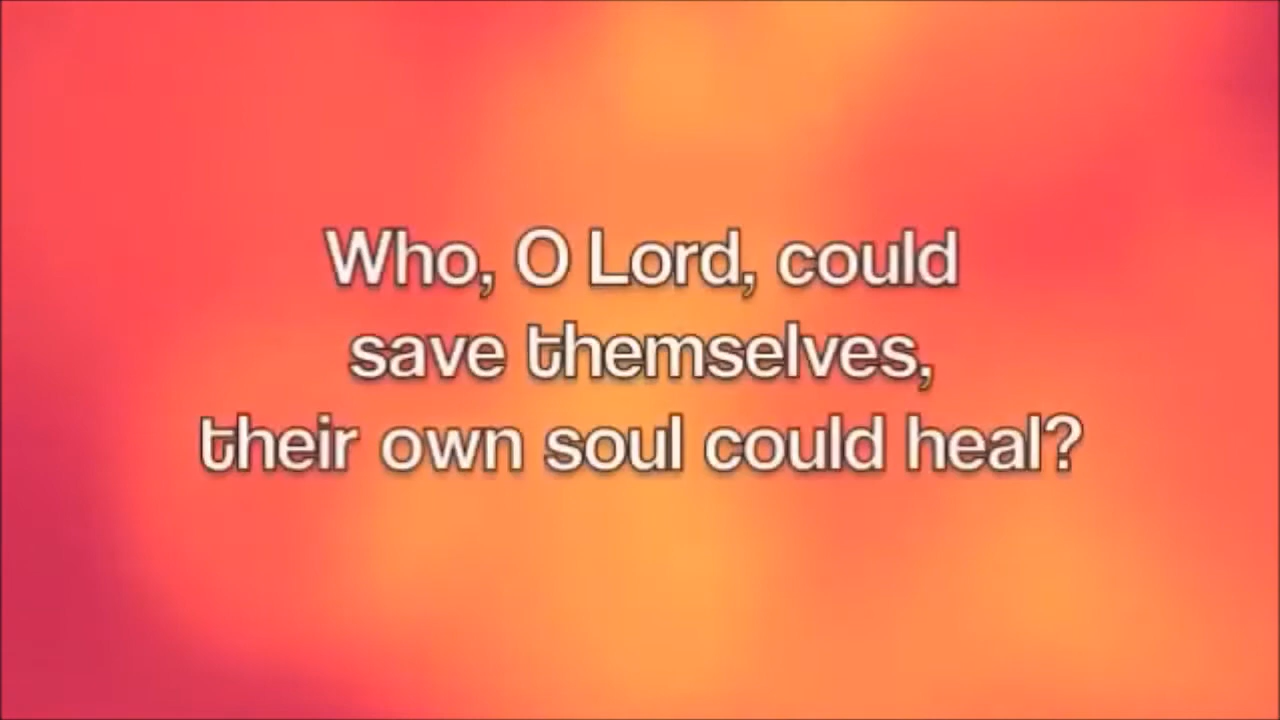 Who, O Lord, could
save themselves,
their own soul could heal?